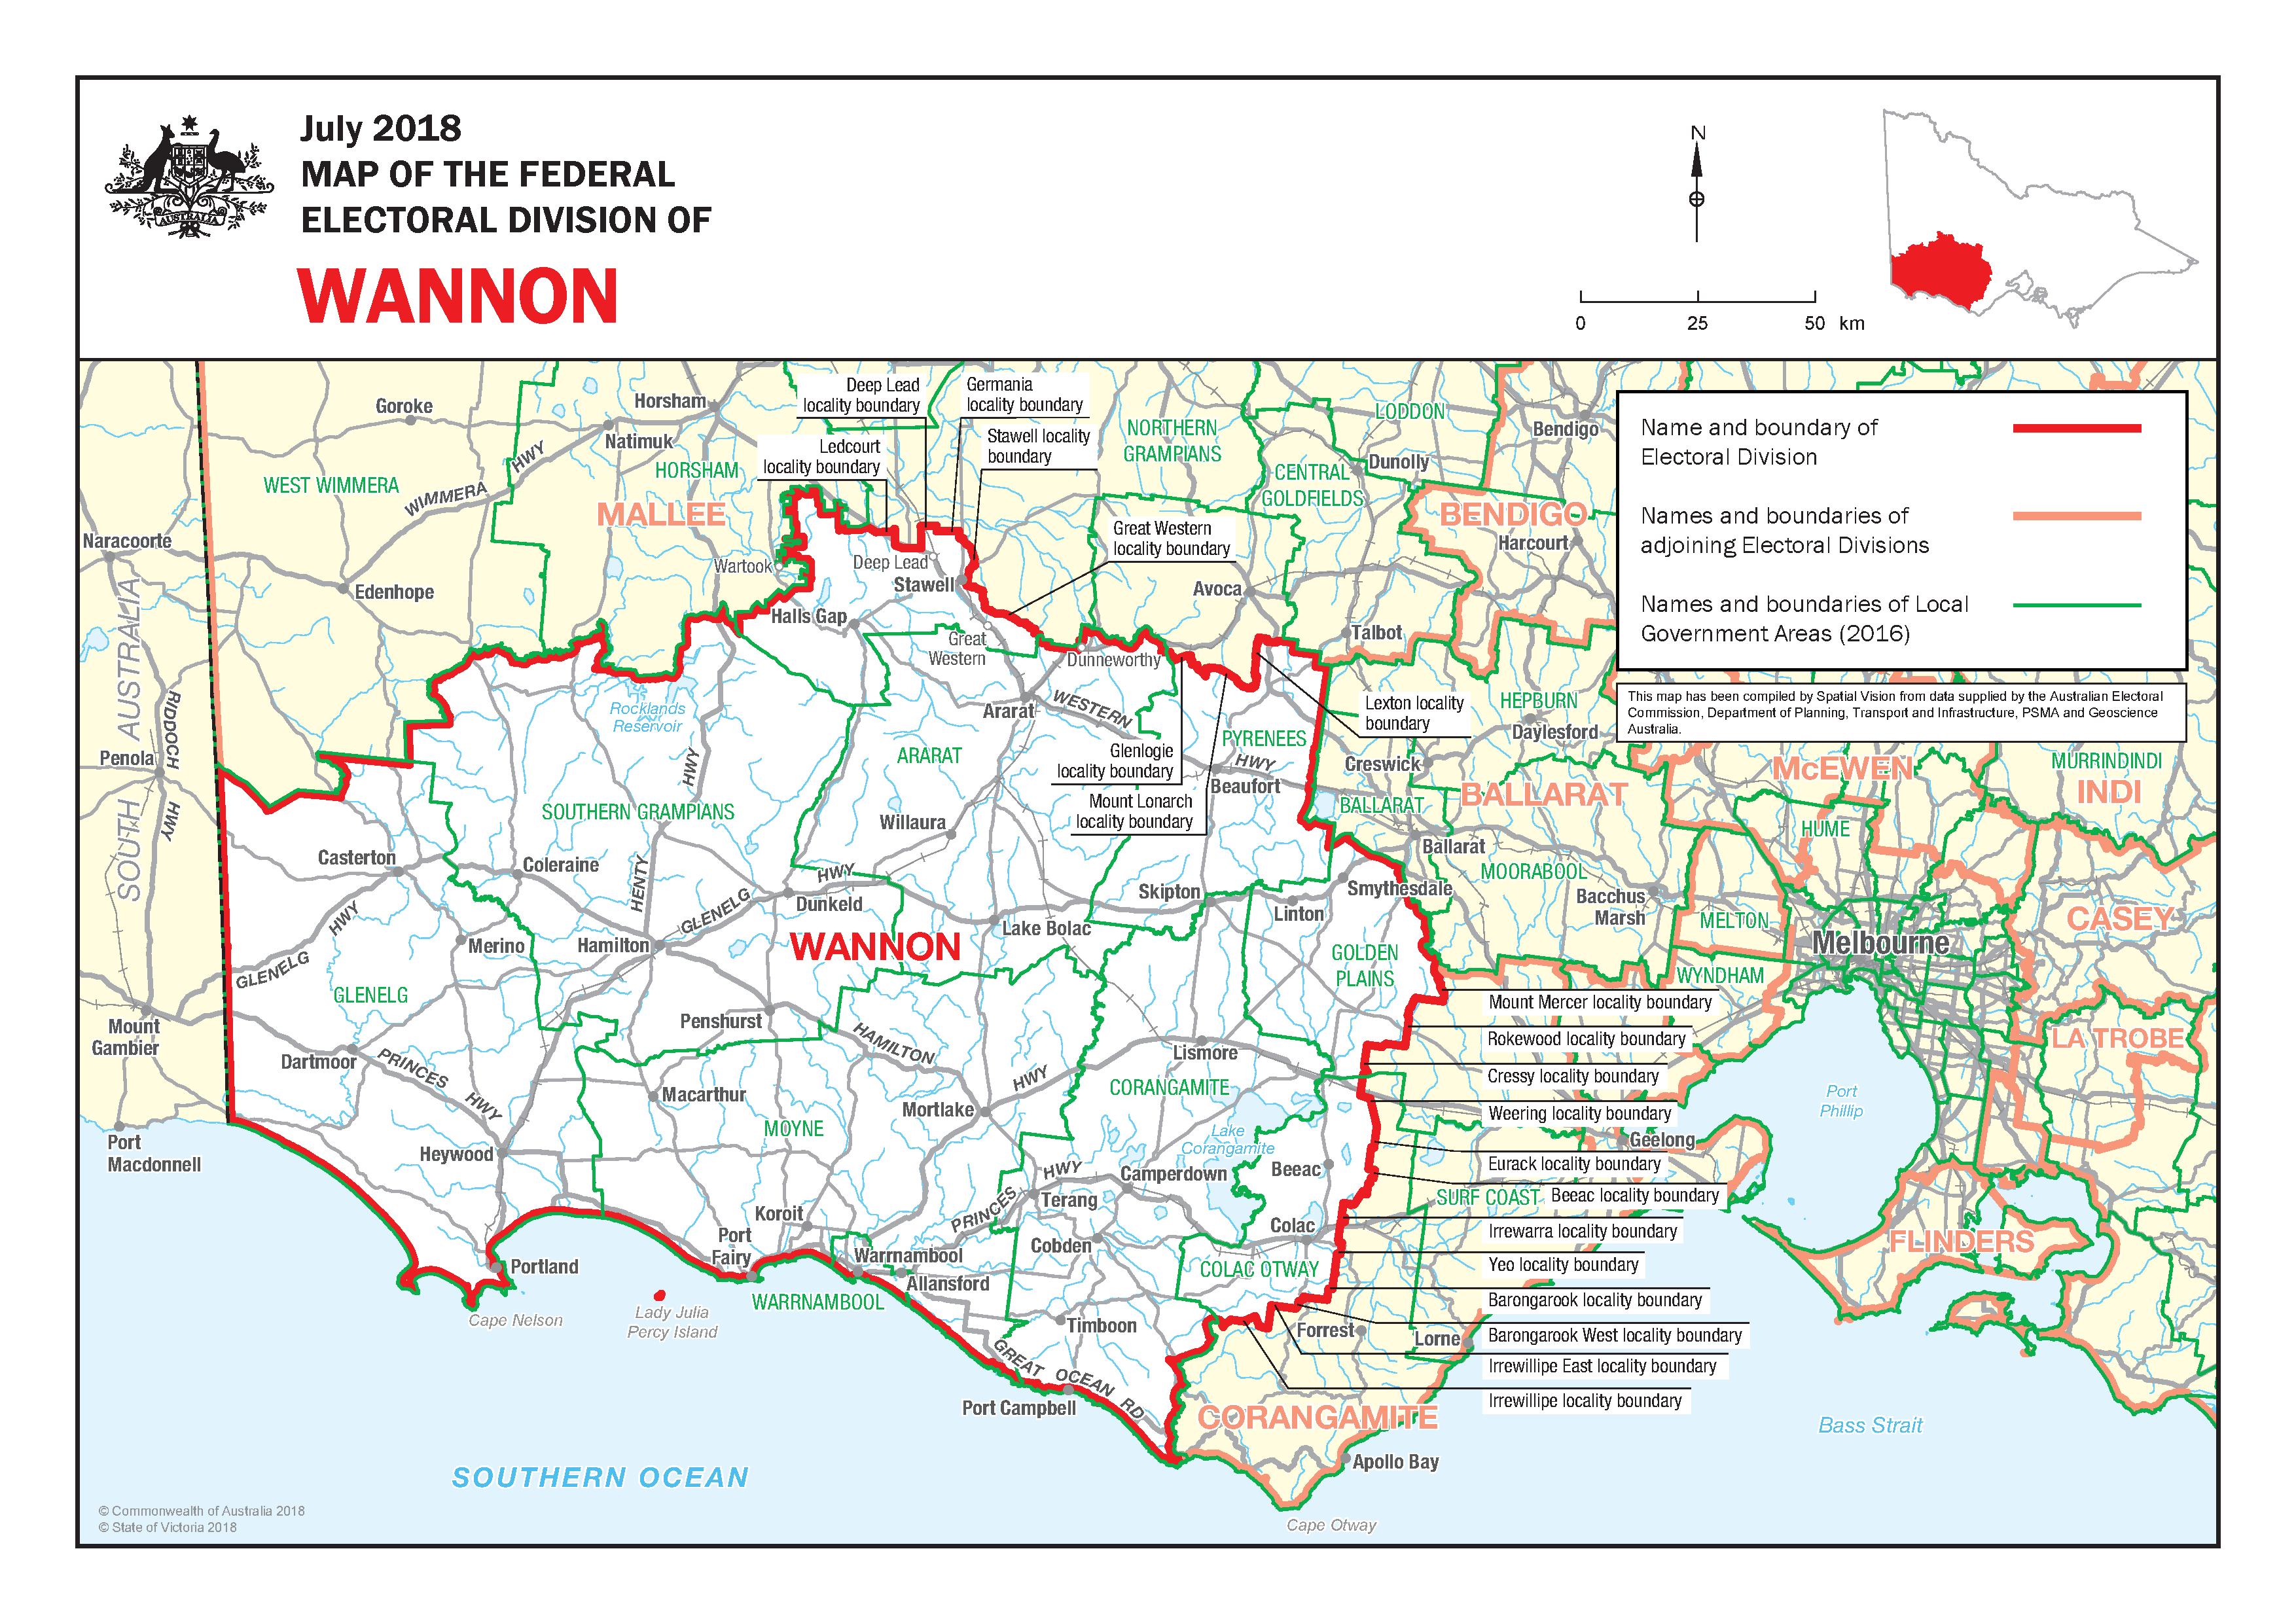 July 2018
MAP OF THE FEDERAL
ELECTORAL DIVISION OF
WANNON
AUSTRALIA
N
0 25 50 km
Name and boundary of
Electoral Division
Names and boundaries of
adjoining Electoral Divisions
Names and boundaries of Local
Government Areas (2016)
This map has been compiled by Spatial Vision from data supplied by the Australian Electoral
Commission, Department of Planning, Transport and Infrastructure, PSMA and Geoscience
Australia.
Deep Lead
locality boundary
Germania
locality boundary
Goroke
Horsham
Natimuk
Ledcourt
locality boundary
Stawell locality
boundary
NORTHERN
GRAMPIANS
LODDON
Bendigo
HORSHAM
WEST WIMMERA
WIMMERA
HWY
MALLEE
CENTRAL
GOLDFIELDS
Dunolly
BENDIGO
Harcourt
Great Western
locality boundary
Naracoorte
Edenhope
Wartook
Deep Lead
Stawell
Avoca
Halls Gap
Great
Western
Dunneworthy
Talbot
SOUTH AUSTRALIA
RIDDOCH
HWY
Penola
Rocklands
Reservoir
Ararat
WESTERN
HWY
Lexton locality
boundary
HEPBURN
Daylesford
Glenlogie
locality boundary
PYRENEES
Creswick
ARARAT
Beaufort
Mount Lonarch
locality boundary
BALLARAT
BALLARAT
McEWEN
MURRINDINDI
INDI
HUME
SOUTHERN GRAMPIANS
HWY
HENTY
Willaura
Casterton
Coleraine
Ballarat
MOORABOOL
Bacchus
Marsh
MELTON
Melbourne
CASEY
Skipton
Smythesdale
Linton
Dunkeld
HWY
GLENELG
Lake Bolac
WANNON
GOLDEN
PLAINS
WYNDHAM
HWY
GLENELG
Merino
Hamilton
GLENELG
Mount
Gambier
Penshurst
HAMILTON
HWY
Lismore
Mount Mercer locality boundary
Rokewood locality boundary
Cressy locality boundary
Weering locality boundary
Eurack locality boundary
Beeac locality boundary
Irrewarra locality boundary
Yeo locality boundary
Barongarook locality boundary
Barongarook West locality boundary
Irrewillipe East locality boundary
Irrewillipe locality boundary
LA TROBE
Port
Phillip
Geelong
Dartmoor
PRINCES
HWY
Macarthur
CORANGAMITE
Mortlake
MOYNE
Lake
Corangamite
Port
Macdonnell
Heywood
HWY
PRINCES
Camperdown
Beeac
Terang
SURF COAST
Koroit
Port
Fairy
Warrnambool
Cobden
Colac
FLINDERS
Portland
Allansford
COLAC OTWAY
Cape Nelson
Lady Julia
Percy Island
WARRNAMBOOL
Timboon
Forrest
Lorne
GREAT OCEAN RD
Port Campbell
CORANGAMITE
Apollo Bay
Bass Strait
SOUTHERN OCEAN
Cape Otway
© Commonwealth of Australia 2018
© State of Victoria 2018